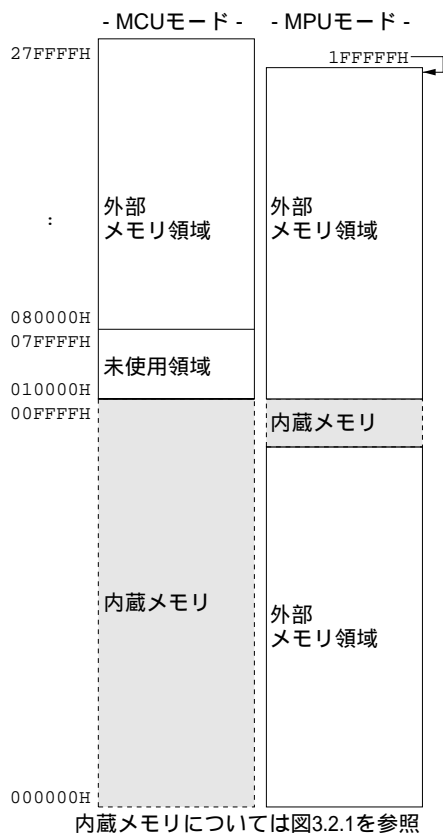 - MCUモード -
- MPUモード -
27FFFFH
1FFFFFH
外部
メモリ領域
外部
メモリ領域
:
080000H
07FFFFH
未使用領域
010000H
00FFFFH
内蔵メモリ
内蔵メモリ
外部
メモリ領域
000000H
内蔵メモリについては図3.2.1を参照